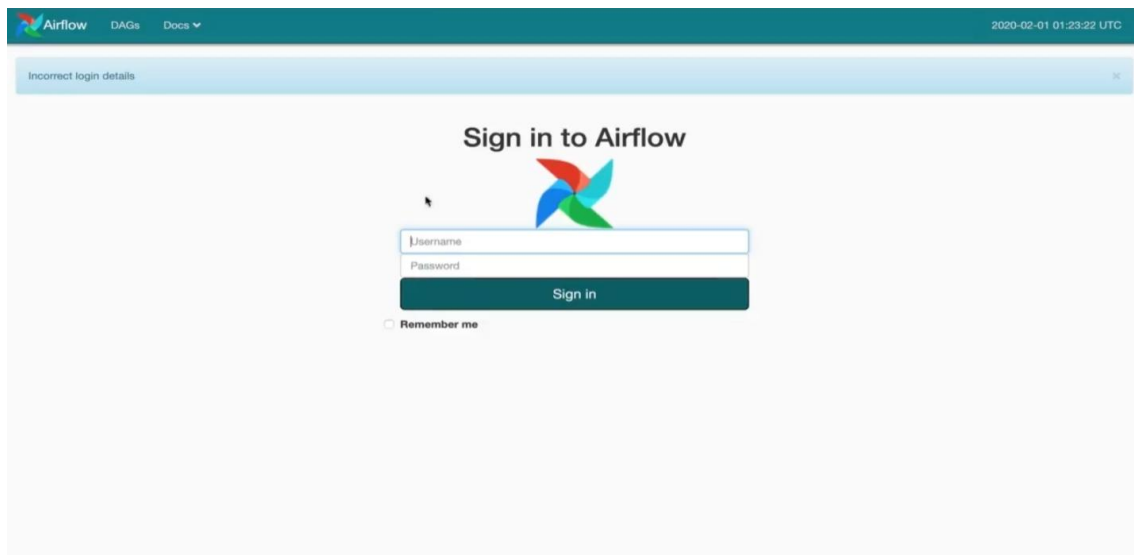 Airflow DAGs Docs 2020-02-01 01:23:22 UTC
Incorrect login details ×
Sign in to Airflow
Username
Password
Sign in
Remember me